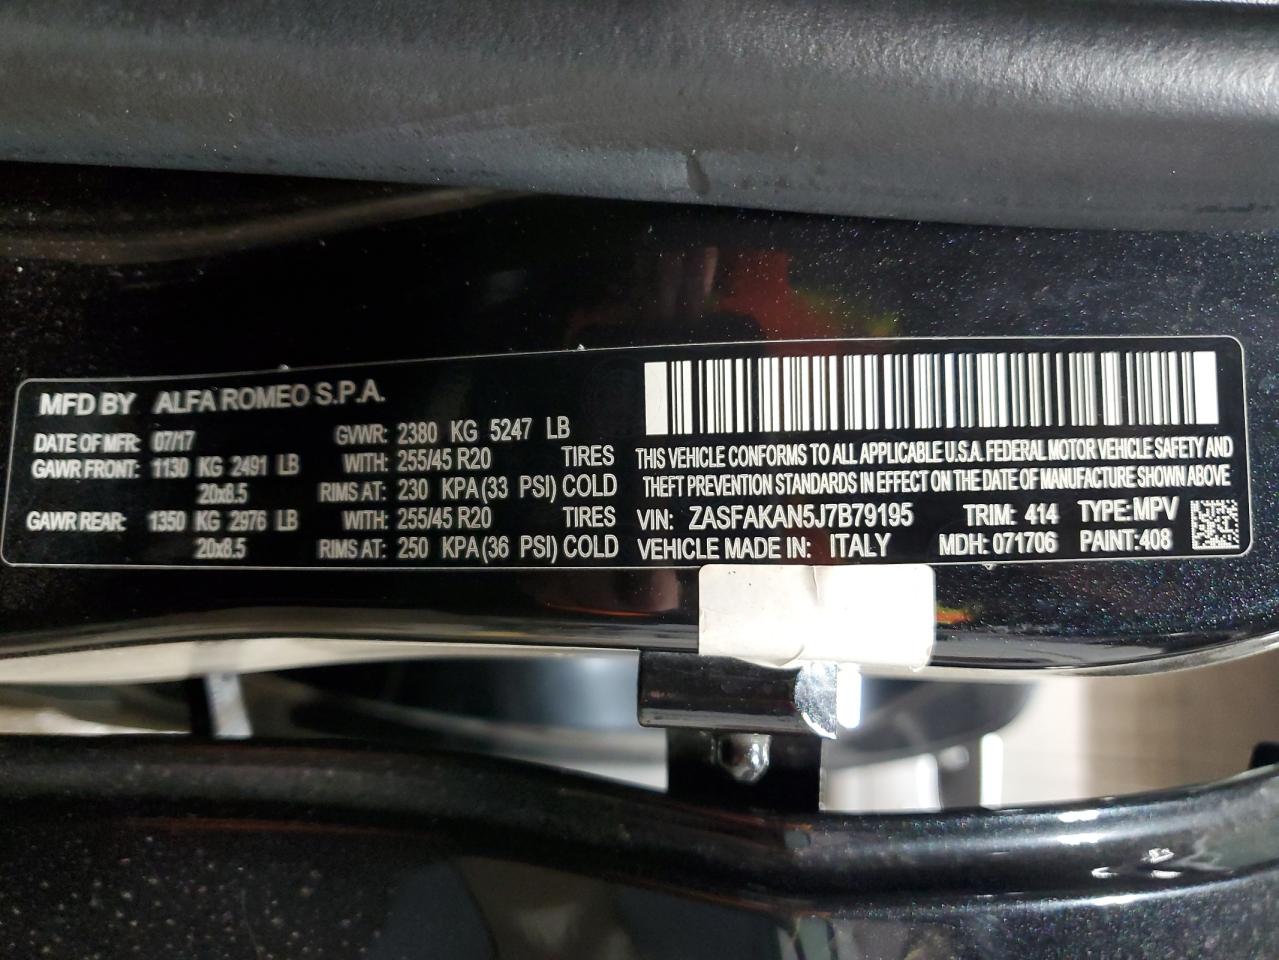 MFD BY ALFA ROMEO S.P.A.
DATE OF MFR: 07/17 GVWR: 2380 KG 5247 LB
GAWR FRONT: 1130 KG 2491 LB WITH: 255/45 R20 TIRES
20x8.5 RIMS AT: 230 KPA(33 PSI) COLD
GAWR REAR: 1350 KG 2976 LB WITH: 255/45 R20 TIRES
20x8.5 RIMS AT: 250 KPA(36 PSI) COLD
THIS VEHICLE CONFORMS TO ALL APPLICABLE U.S.A. FEDERAL MOTOR VEHICLE SAFETY AND
THEFT PREVENTION STANDARDS IN EFFECT ON THE DATE OF MANUFACTURE SHOWN ABOVE
VIN: ZASFAKAN5J7B79195 TRIM: 414 TYPE: MPV
VEHICLE MADE IN: ITALY MDH: 071706 PAINT: 408